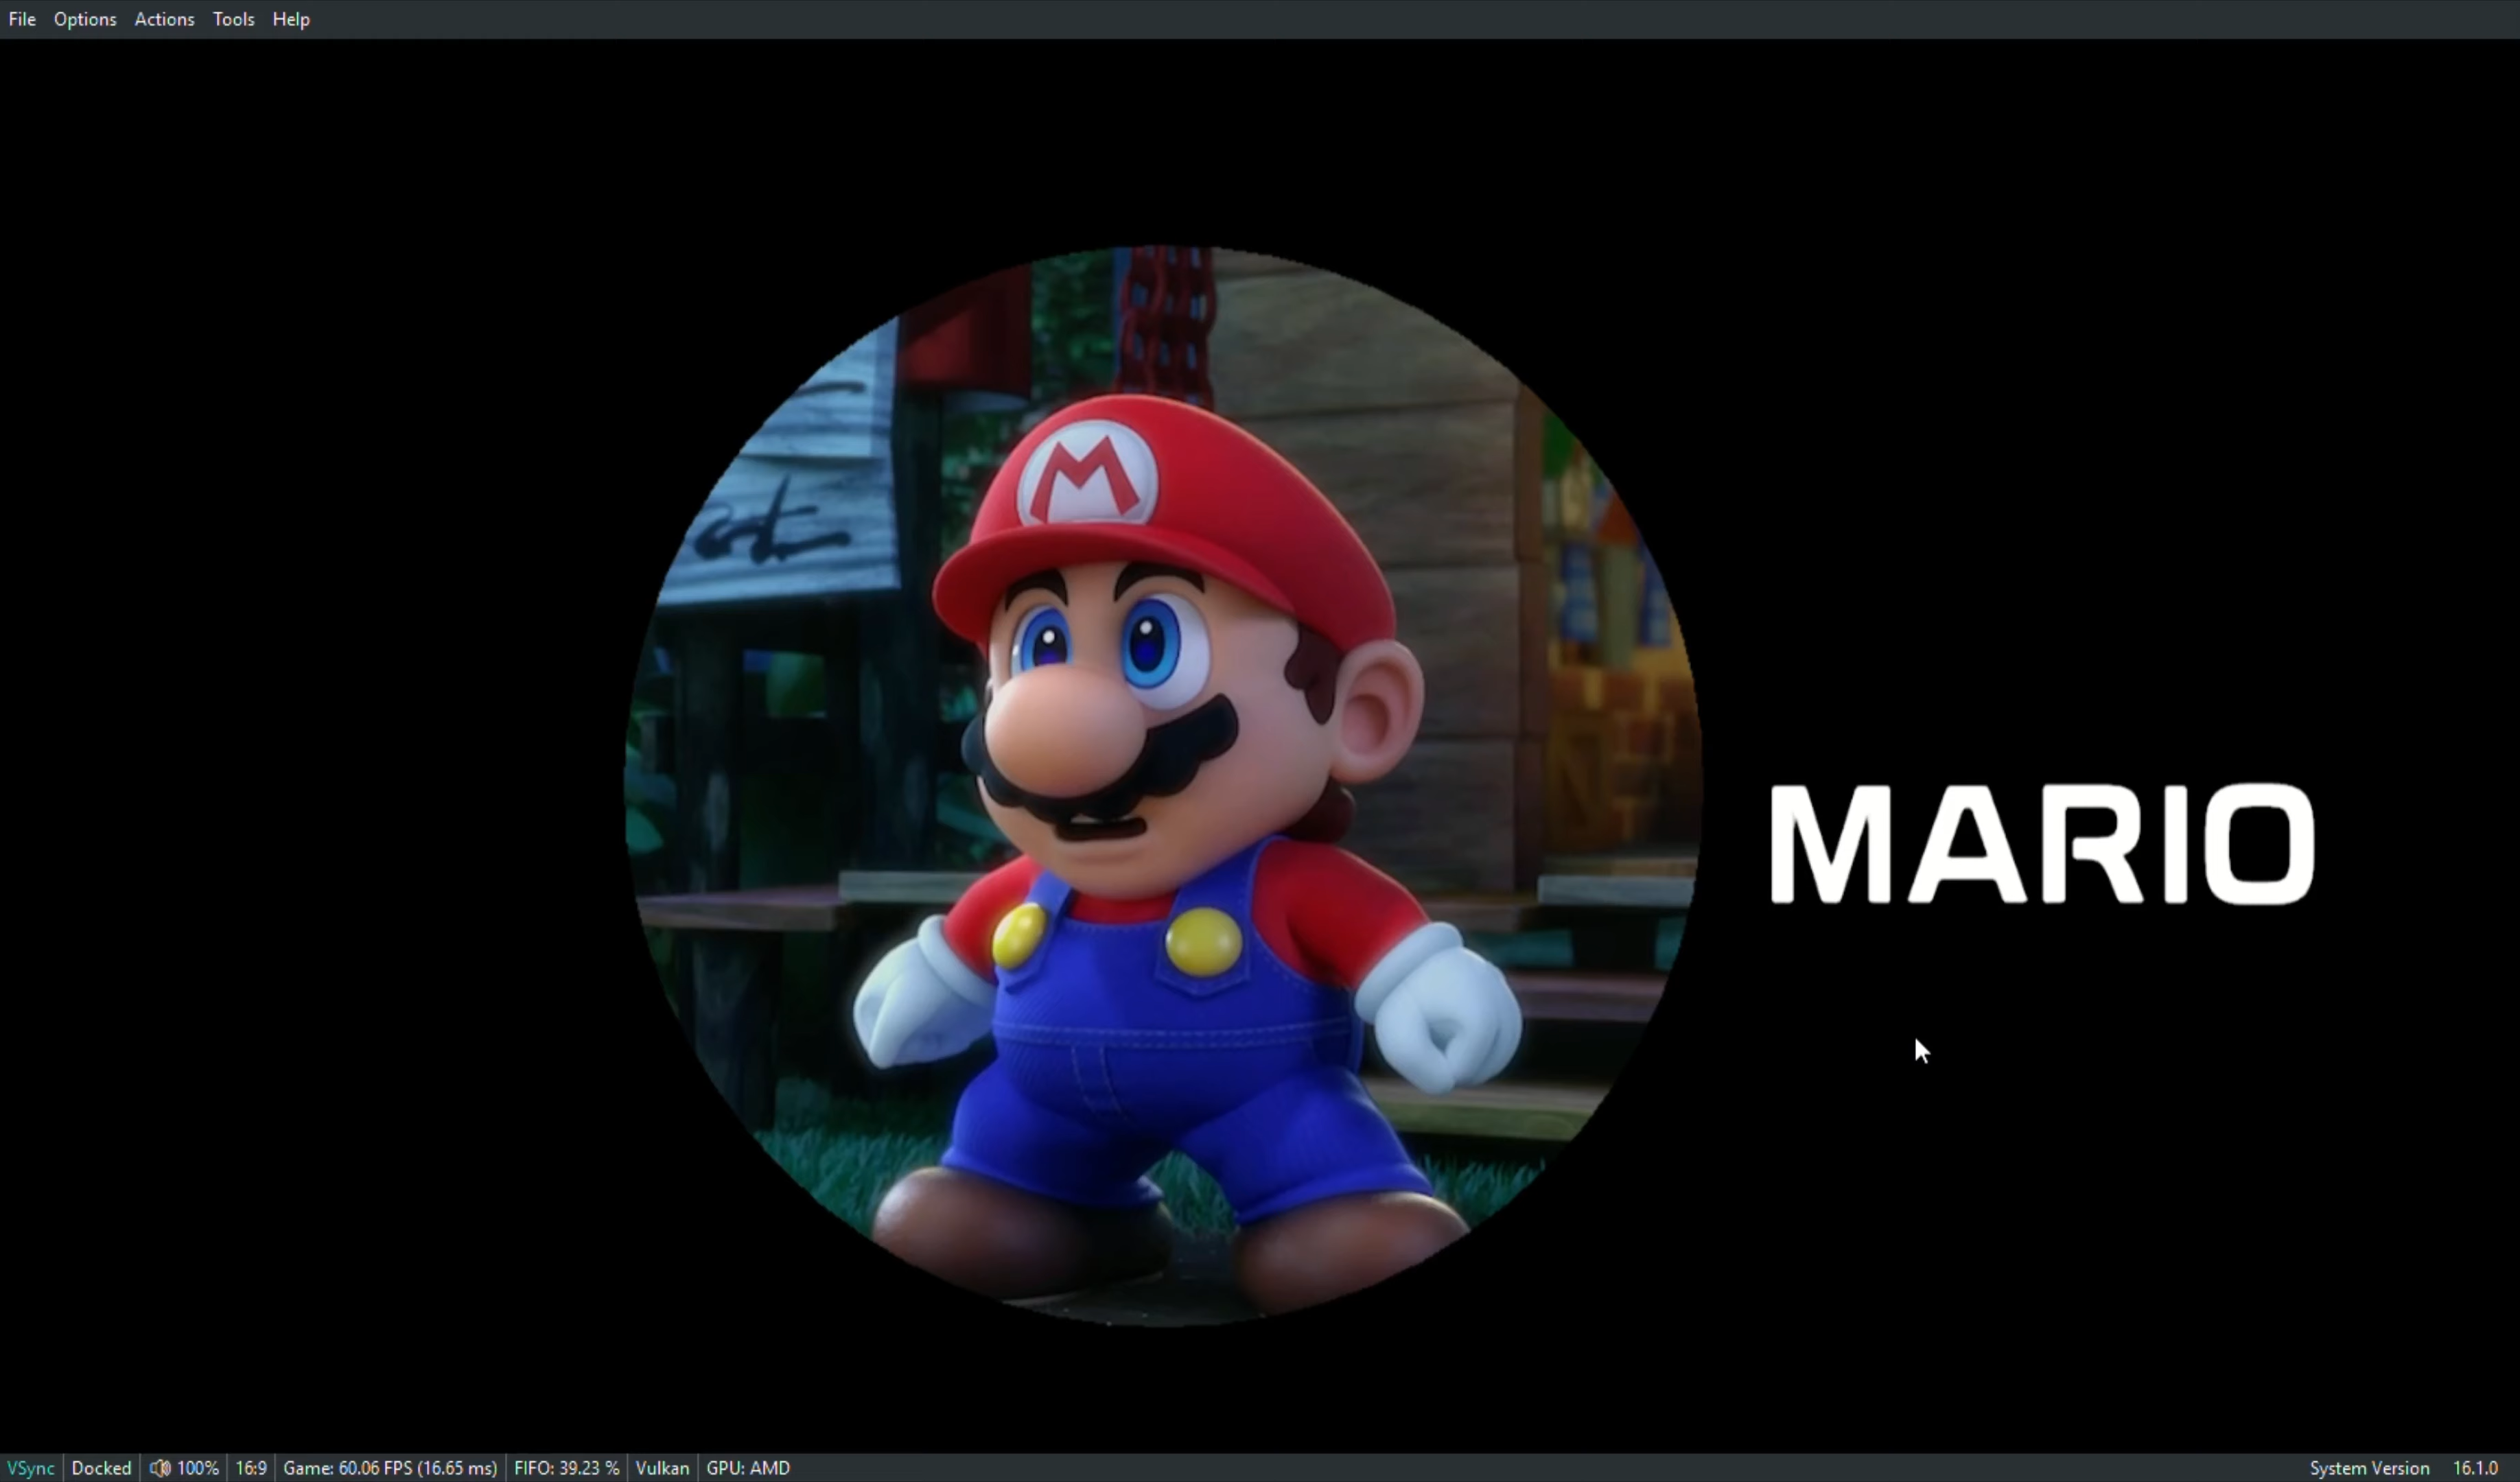 File Options Actions Tools Help
M
MARIO
VSync Docked 100% 16:9 Game: 60.06 FPS (16.65 ms) FIFO: 39.23 % Vulkan GPU: AMD System Version 16.1.0